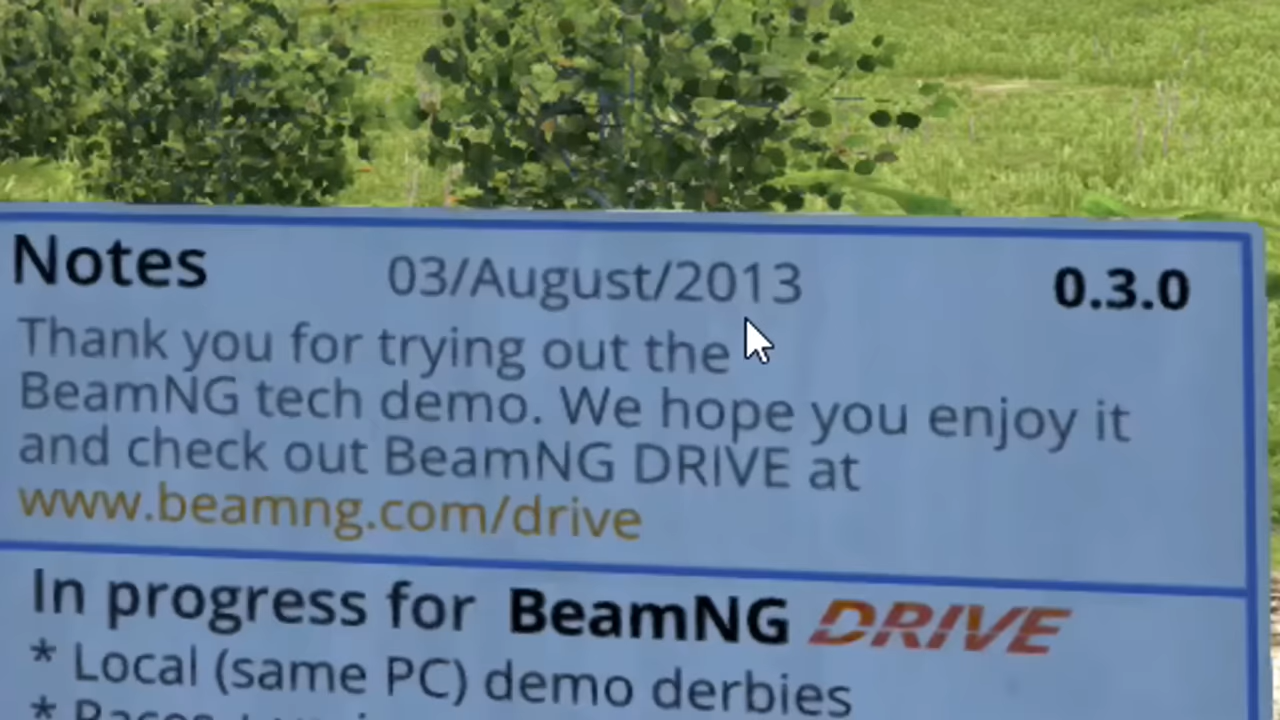 Notes 03/August/2013 0.3.0
Thank you for trying out the
BeamNG tech demo. We hope you enjoy it
and check out BeamNG DRIVE at
www.beamng.com/drive
In progress for BeamNG DRIVE
* Local (same PC) demo derbies
*